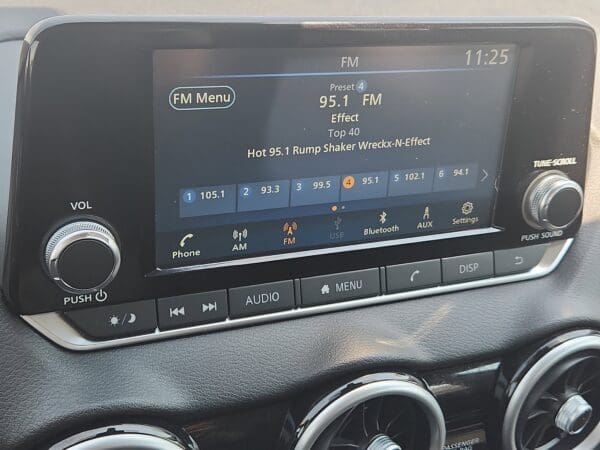 FM 11:25
FM Menu
Preset 4
95.1 FM
Effect
Top 40
Hot 95.1 Rump Shaker Wreckx-N-Effect
1 105.1 2 93.3 3 99.5 4 95.1 5 102.1 6 94.1
Phone AM FM USB Bluetooth AUX Settings
VOL
PUSH
TUNE·SCROLL
PUSH SOUND
AUDIO MENU DISP
PASSENGER
BAG